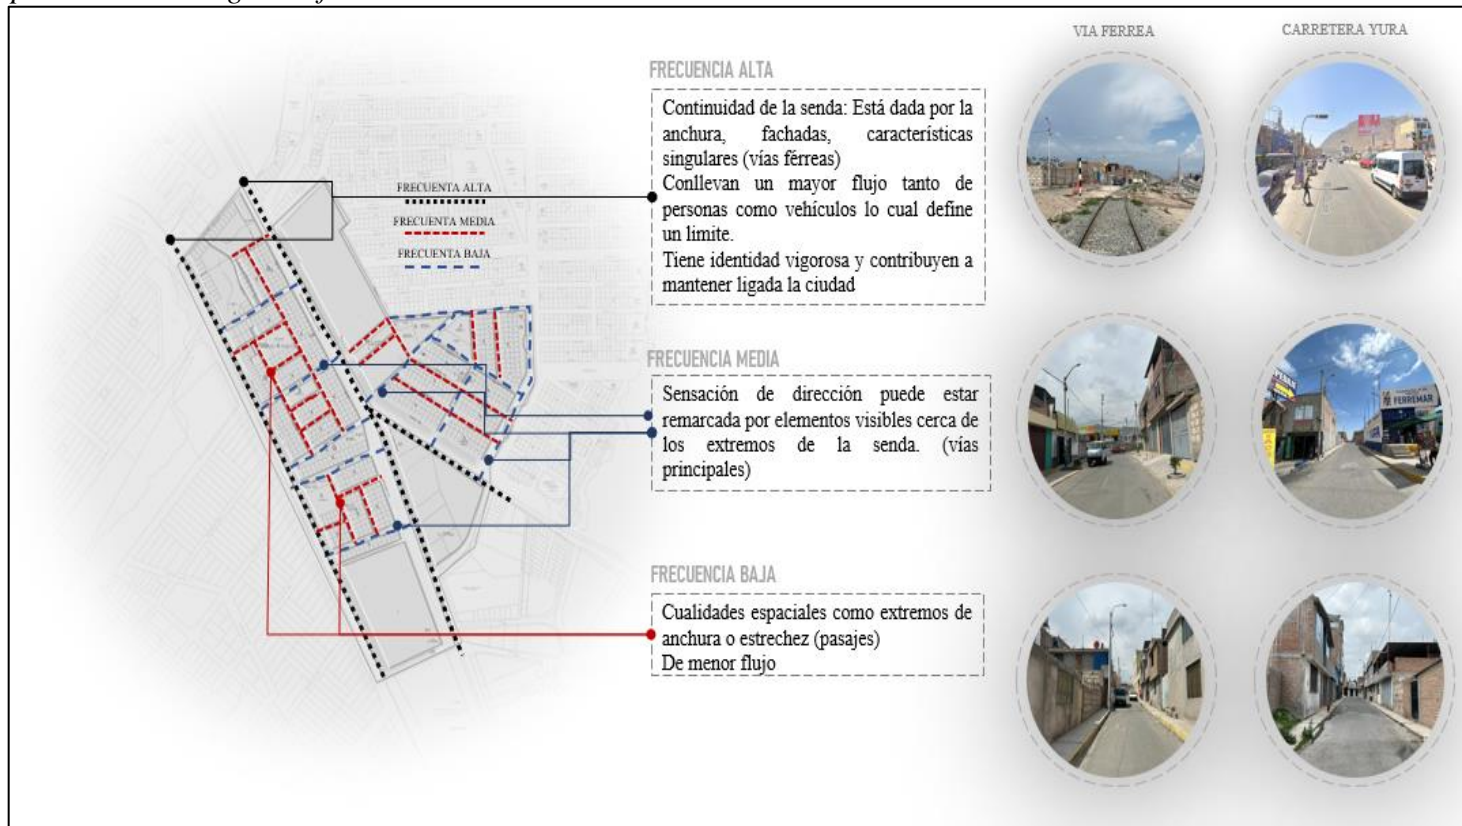 VIA FERREA
CARRETERA YURA
FRECUENCIA ALTA
Continuidad de la senda: Está dada por la
anchura, fachadas, características
singulares (vías férreas)
Conllevan un mayor flujo tanto de
personas como vehículos lo cual define
un limite.
Tiene identidad vigorosa y contribuyen a
mantener ligada la ciudad
FRECUENTA ALTA
FRECUENTA MEDIA
FRECUENTA BAJA
FRECUENCIA MEDIA
Sensación de dirección puede estar
remarcada por elementos visibles cerca de
los extremos de la senda. (vías
principales)
FERREMAR
FRECUENCIA BAJA
Cualidades espaciales como extremos de
anchura o estrechez (pasajes)
De menor flujo